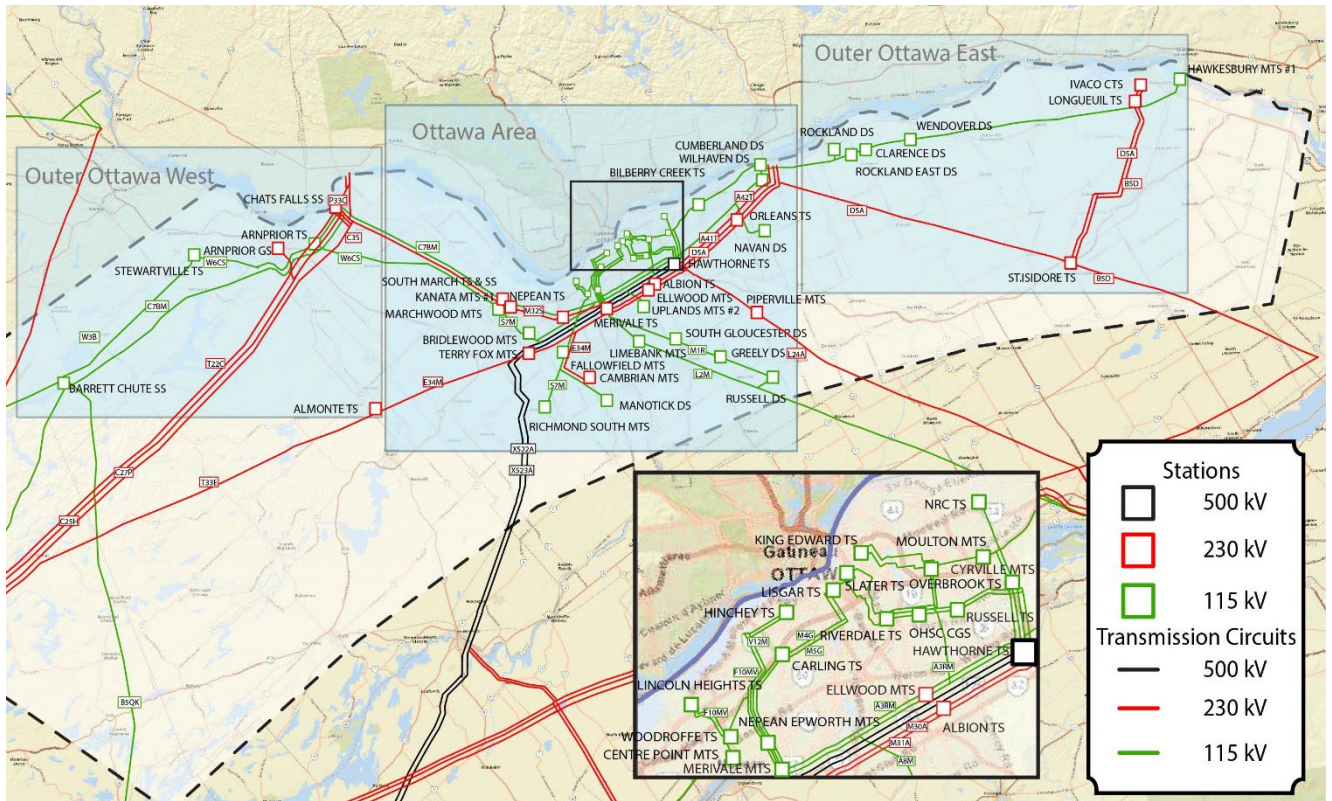 Outer Ottawa East
HAWKESBURY MTS #1
IVACO CTS
LONGUEUIL TS
Ottawa Area
ROCKLAND DS
WENDOVER DS
CUMBERLAND DS
WILHAVEN DS
CLARENCE DS
BILBERRY CREEK TS
ROCKLAND EAST DS
D5A
Outer Ottawa West
B5D
CHATS FALLS SS
P33C
A42T
ORLEANS TS
D5A
ARNPRIOR TS
C3S
C7BM
A41T
NAVAN DS
ARNPRIOR GS
D5A
W6CS
W6CS
HAWTHORNE TS
STEWARTVILLE TS
ST.ISIDORE TS
B5D
SOUTH MARCH TS & SS
ALBION TS
C7BM
KANATA MTS #1
NEPEAN TS
ELLWOOD MTS
PIPERVILLE MTS
MARCHWOOD MTS
M32S
UPLANDS MTS #2
S7M
MERIVALE TS
W3B
BRIDLEWOOD MTS
SOUTH GLOUCESTER DS
TERRY FOX MTS
E34M
LIMEBANK MTS
M1R
GREELY DS
L24A
T22C
FALLOWFIELD MTS
BARRETT CHUTE SS
E34M
CAMBRIAN MTS
L2M
S7M
RUSSELL DS
ALMONTE TS
MANOTICK DS
RICHMOND SOUTH MTS
X522A
C27P
X523A
T33E
C25H
B5QK
NRC TS
KING EDWARD TS
MOULTON MTS
Gatineau
OTTAW
CYRVILLE MTS
SLATER TS
OVERBROOK TS
LISGAR TS
HINCHEY TS
RUSSELL TS
M4G
RIVERDALE TS
OHSC CGS
V12M
M5G
HAWTHORNE TS
CARLING TS
A3RM
F10MV
LINCOLN HEIGHTS TS
ELLWOOD MTS
A3RM
F10MV
NEPEAN EPWORTH MTS
M30A
WOODROFFE TS
ALBION TS
M31A
CENTRE POINT MTS
A8M
MERIVALE MTS
Stations
500 kV
230 kV
115 kV
Transmission Circuits
500 kV
230 kV
115 kV